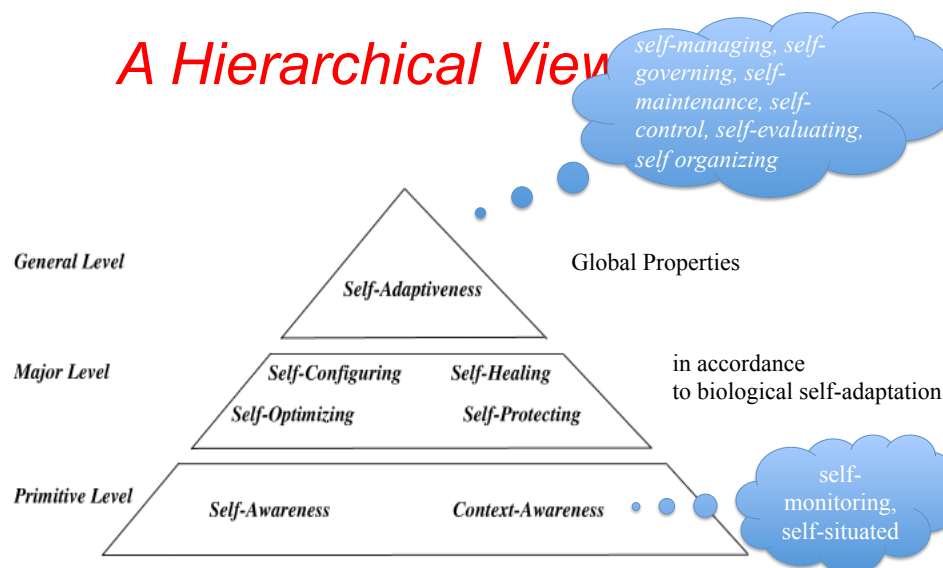 A Hierarchical View
self-managing, self-
governing, self-
maintenance, self-
control, self-evaluating,
self organizing
General Level
Self-Adaptiveness
Global Properties
Major Level
Self-Configuring
Self-Healing
Self-Optimizing
Self-Protecting
in accordance
to biological self-adaptation
Primitive Level
Self-Awareness
Context-Awareness
self-
monitoring,
self-situated